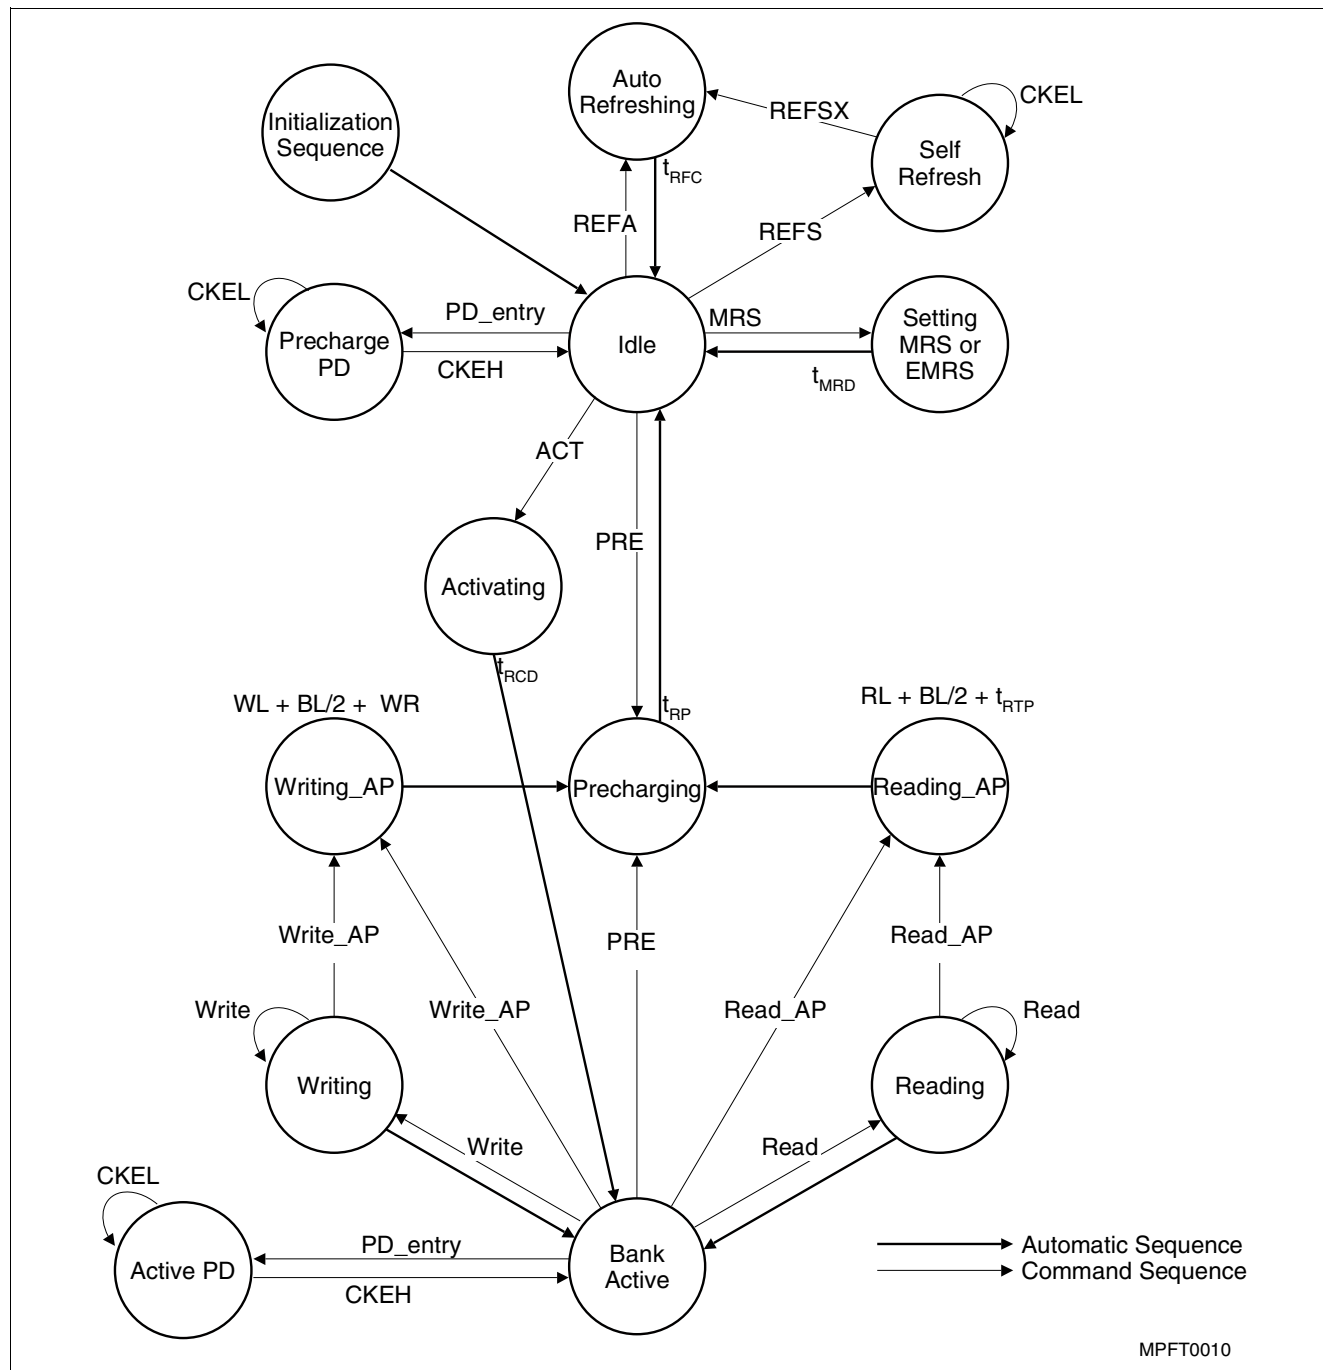 Auto
Refreshing
CKEL
REFSX
Initialization
Sequence
Self
Refresh
tRFC
REFA
REFS
CKEL
PD_entry
MRS
Setting
MRS or
EMRS
Precharge
PD
Idle
CKEH
tMRD
ACT
PRE
Activating
tRCD
WL + BL/2 + WR
tRP
RL + BL/2 + tRTP
Writing_AP
Precharging
Reading_AP
Write_AP
PRE
Read_AP
Write
Write_AP
Read_AP
Read
Writing
Reading
Write
Read
CKEL
PD_entry
Bank
Active
Active PD
CKEH
Automatic Sequence
Command Sequence
MPFT0010